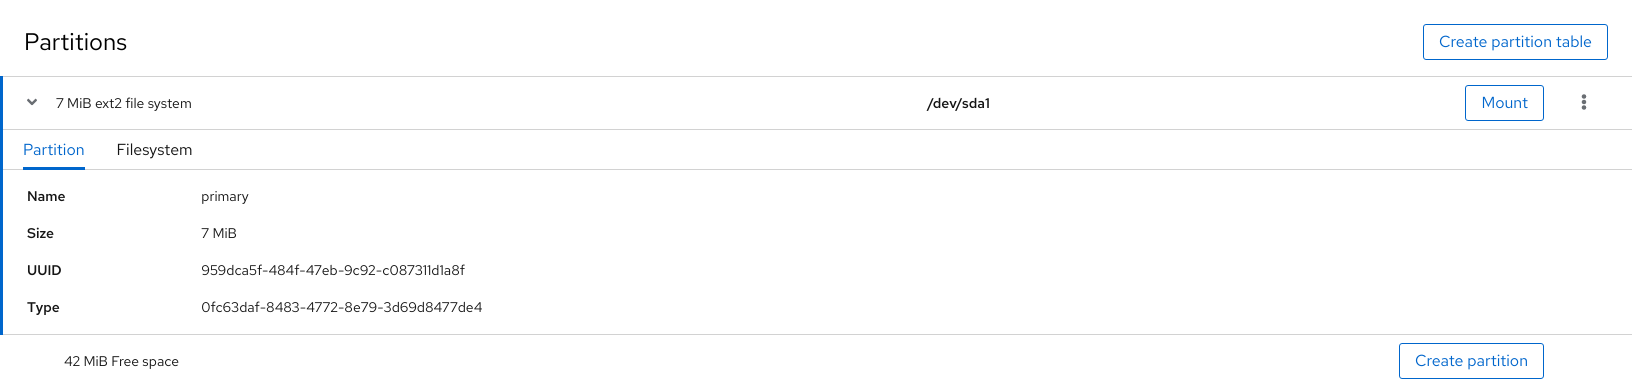 Partitions
Create partition table
7 MiB ext2 file system /dev/sda1 Mount
Partition Filesystem
Name primary
Size 7 MiB
UUID 959dca5f-484f-47eb-9c92-c087311d1a8f
Type 0fc63daf-8483-4772-8e79-3d69d8477de4
42 MiB Free space Create partition